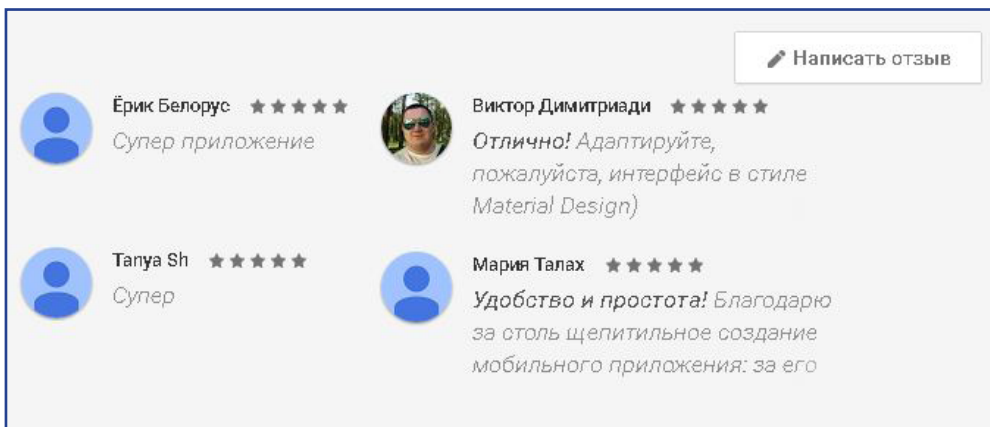 Написать отзыв
Ёрик Белорус
Супер приложение
Виктор Димитриади
Отлично! Адаптируйте,
пожалуйста, интерфейс в стиле
Material Design)
Tanya Sh
Супер
Мария Талах
Удобство и простота! Благодарю
за столь щепитильное создание
мобильного приложения: за его